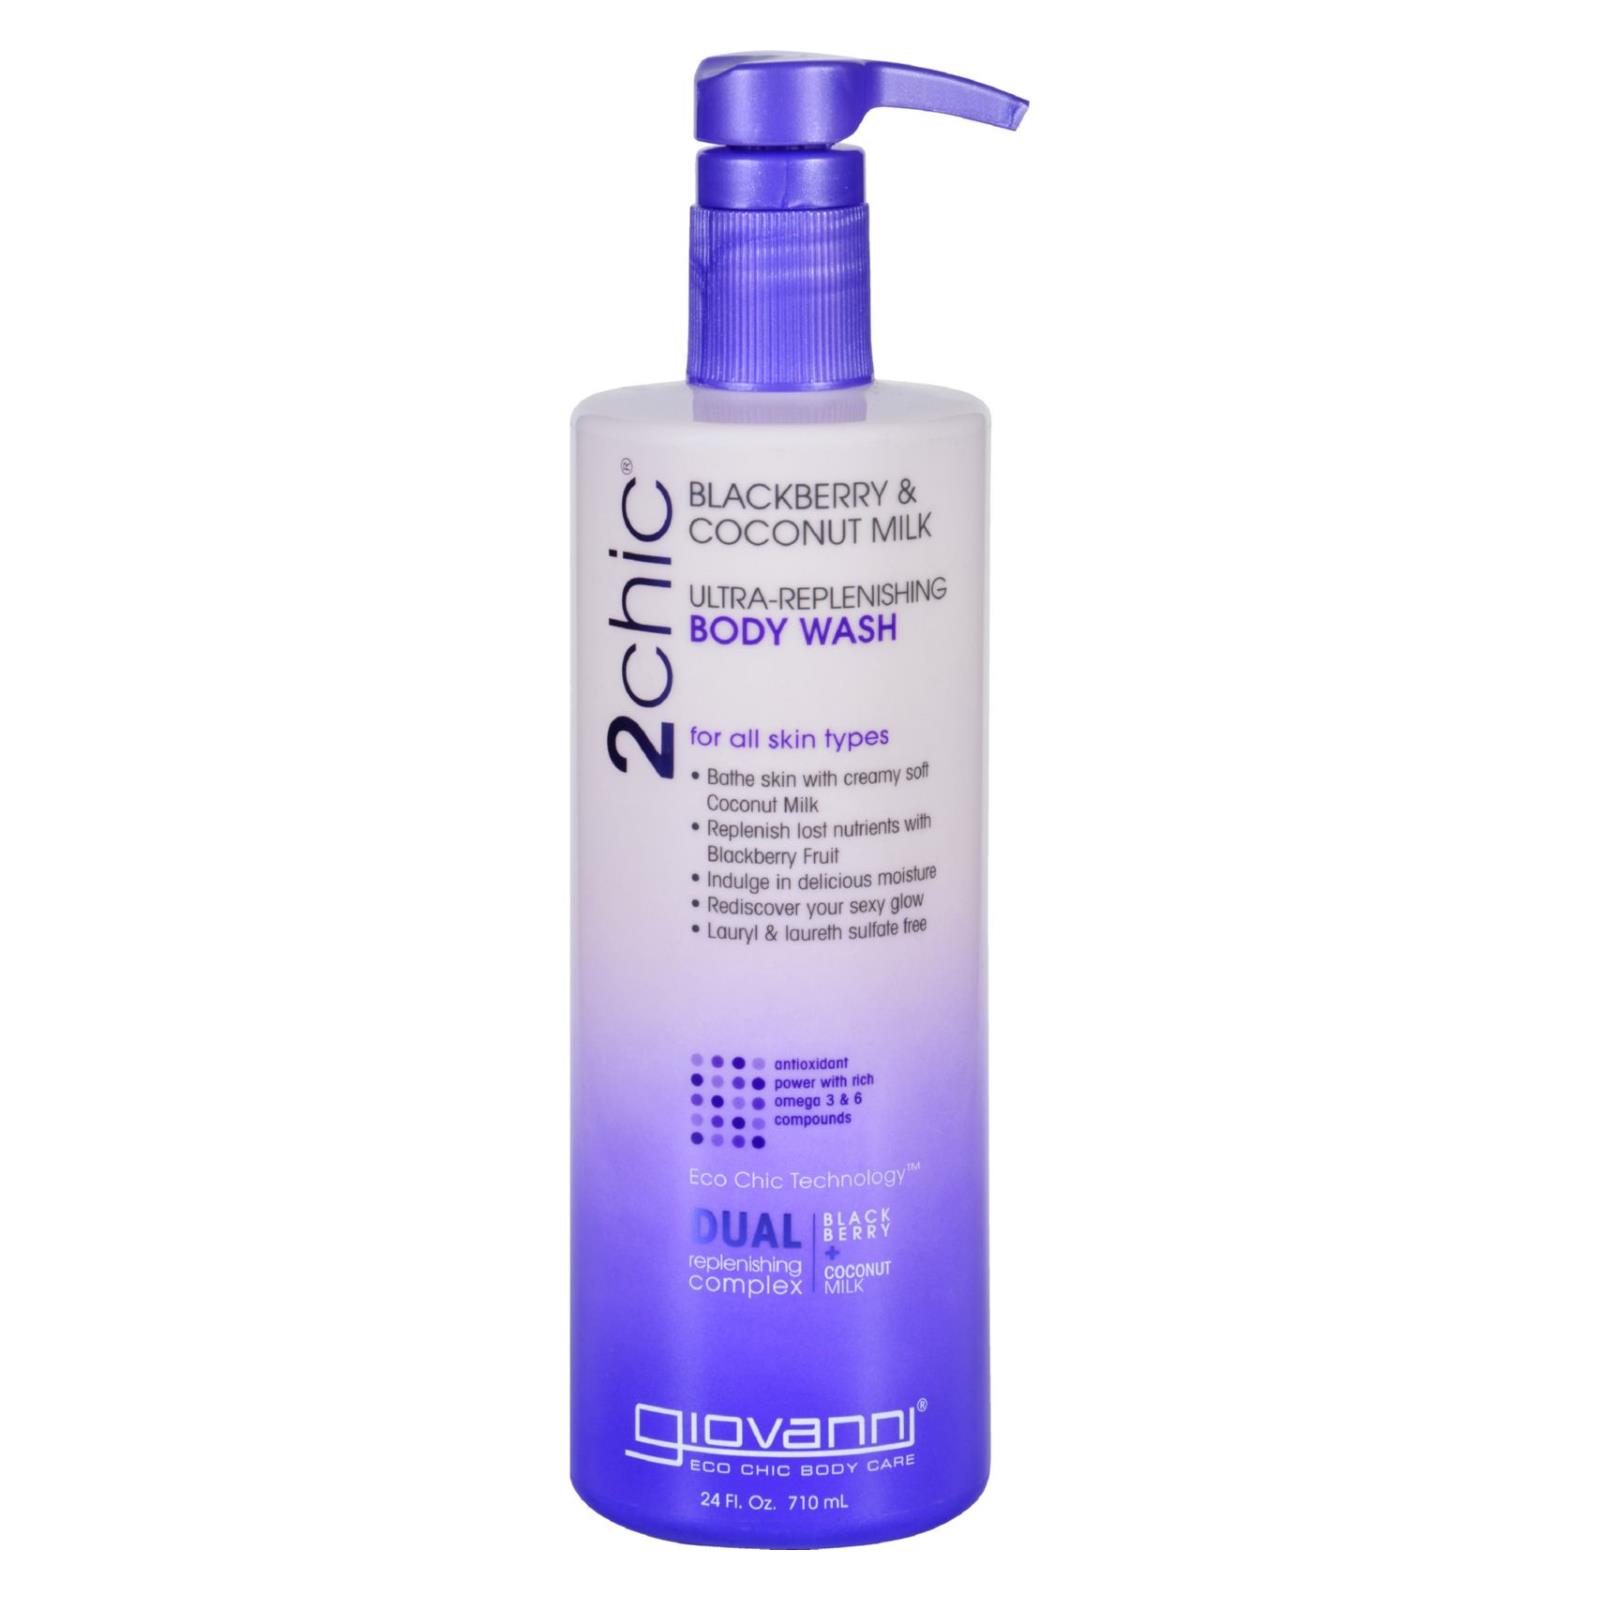 2chic®
BLACKBERRY &
COCONUT MILK
ULTRA-REPLENISHING
BODY WASH
for all skin types
• Bathe skin with creamy soft
Coconut Milk
• Replenish lost nutrients with
Blackberry Fruit
• Indulge in delicious moisture
• Rediscover your sexy glow
• Lauryl & laureth sulfate free
antioxidant
power with rich
omega 3 & 6
compounds
Eco Chic Technology™
DUAL
replenishing
complex
BLACK
BERRY
+
COCONUT
MILK
giovanni®
ECO CHIC BODY CARE
24 Fl. Oz. 710 mL